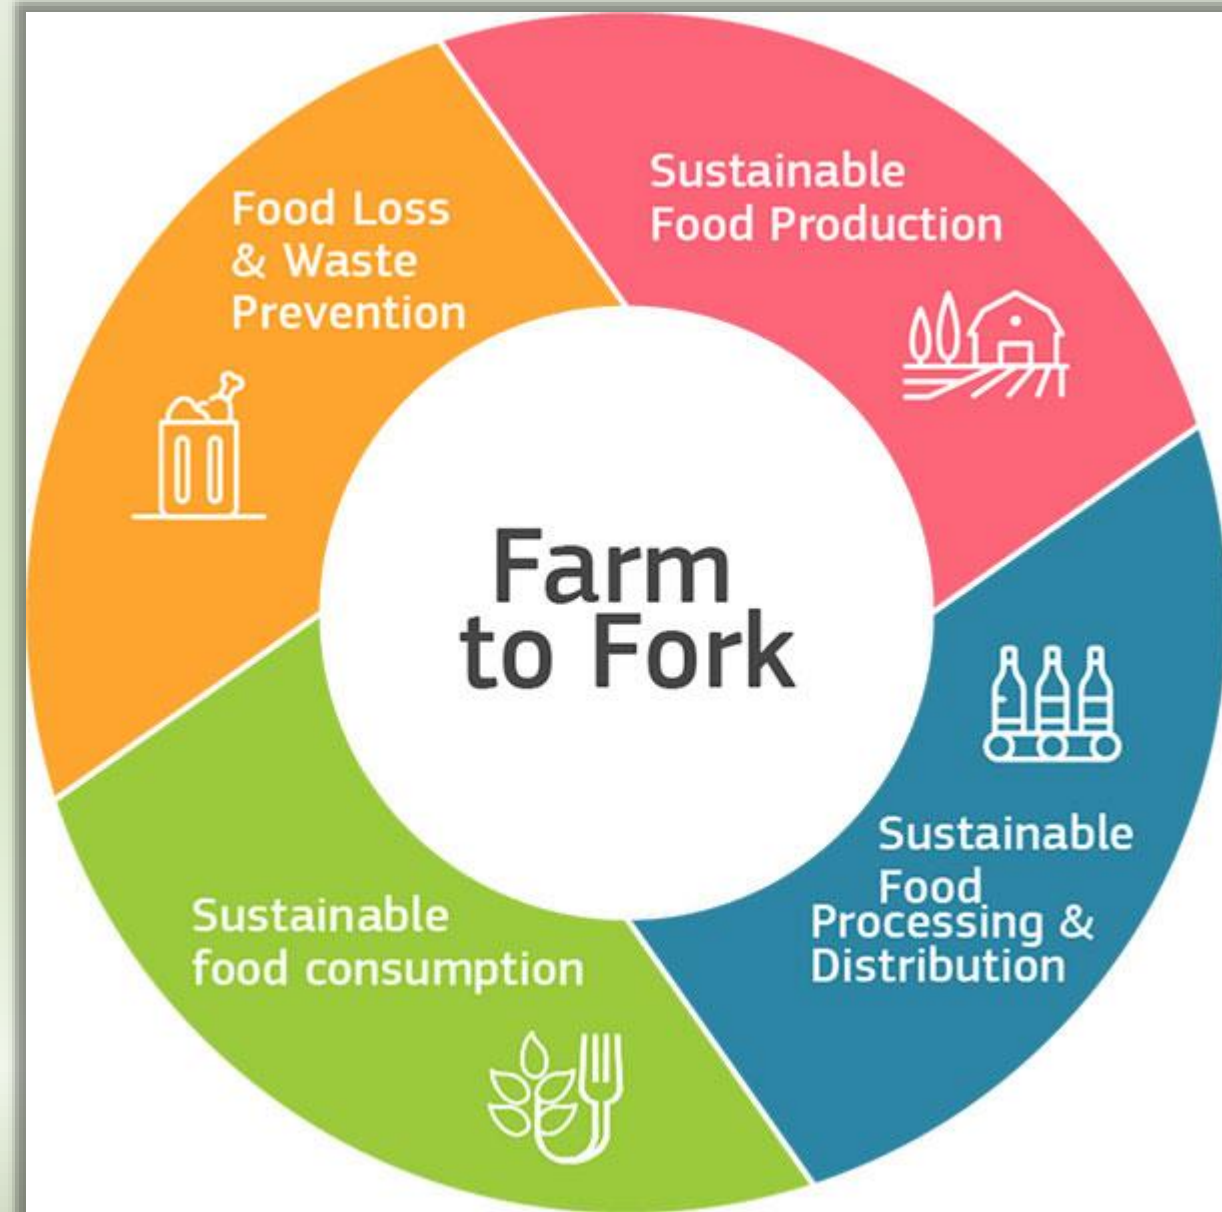 Sustainable
Food Production
Food Loss
& Waste
Prevention
Farm
to Fork
Sustainable
Food
Processing &
Distribution
Sustainable
food consumption